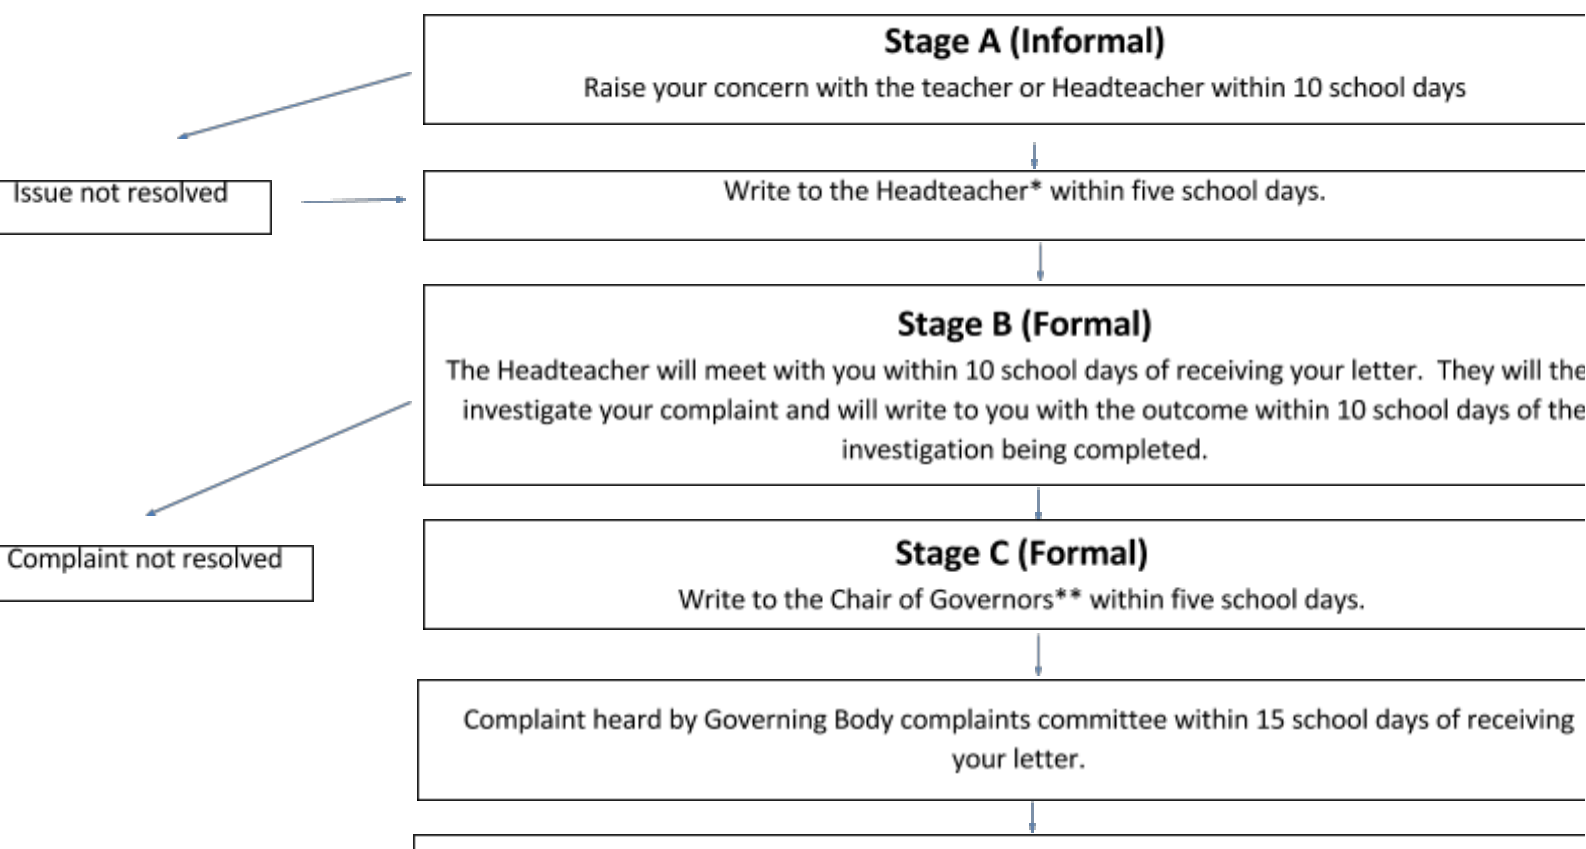 Stage A (Informal)
Raise your concern with the teacher or Headteacher within 10 school days
Issue not resolved
Write to the Headteacher* within five school days.
Stage B (Formal)
The Headteacher will meet with you within 10 school days of receiving your letter. They will the
investigate your complaint and will write to you with the outcome within 10 school days of the
investigation being completed.
Complaint not resolved
Stage C (Formal)
Write to the Chair of Governors** within five school days.
Complaint heard by Governing Body complaints committee within 15 school days of receiving
your letter.